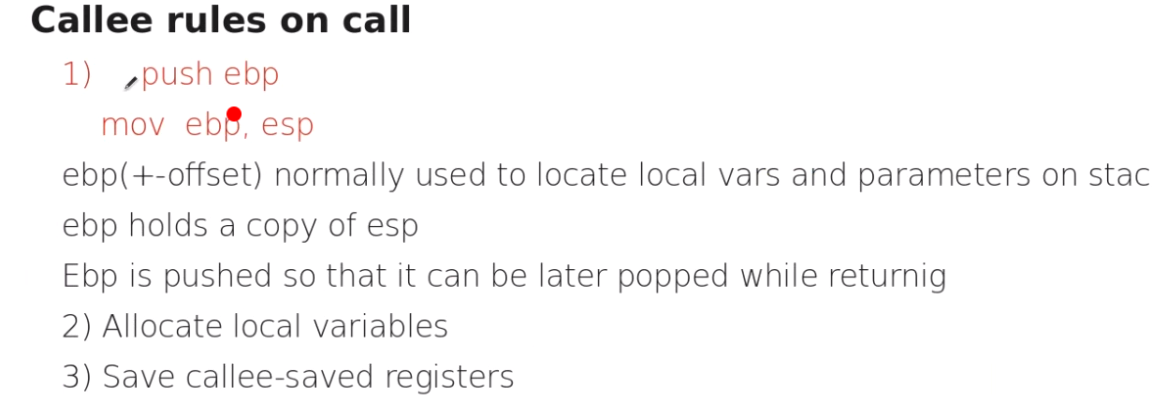 Callee rules on call
1) push ebp
mov ebp, esp
ebp(+-offset) normally used to locate local vars and parameters on stac
ebp holds a copy of esp
Ebp is pushed so that it can be later popped while returnig
2) Allocate local variables
3) Save callee-saved registers